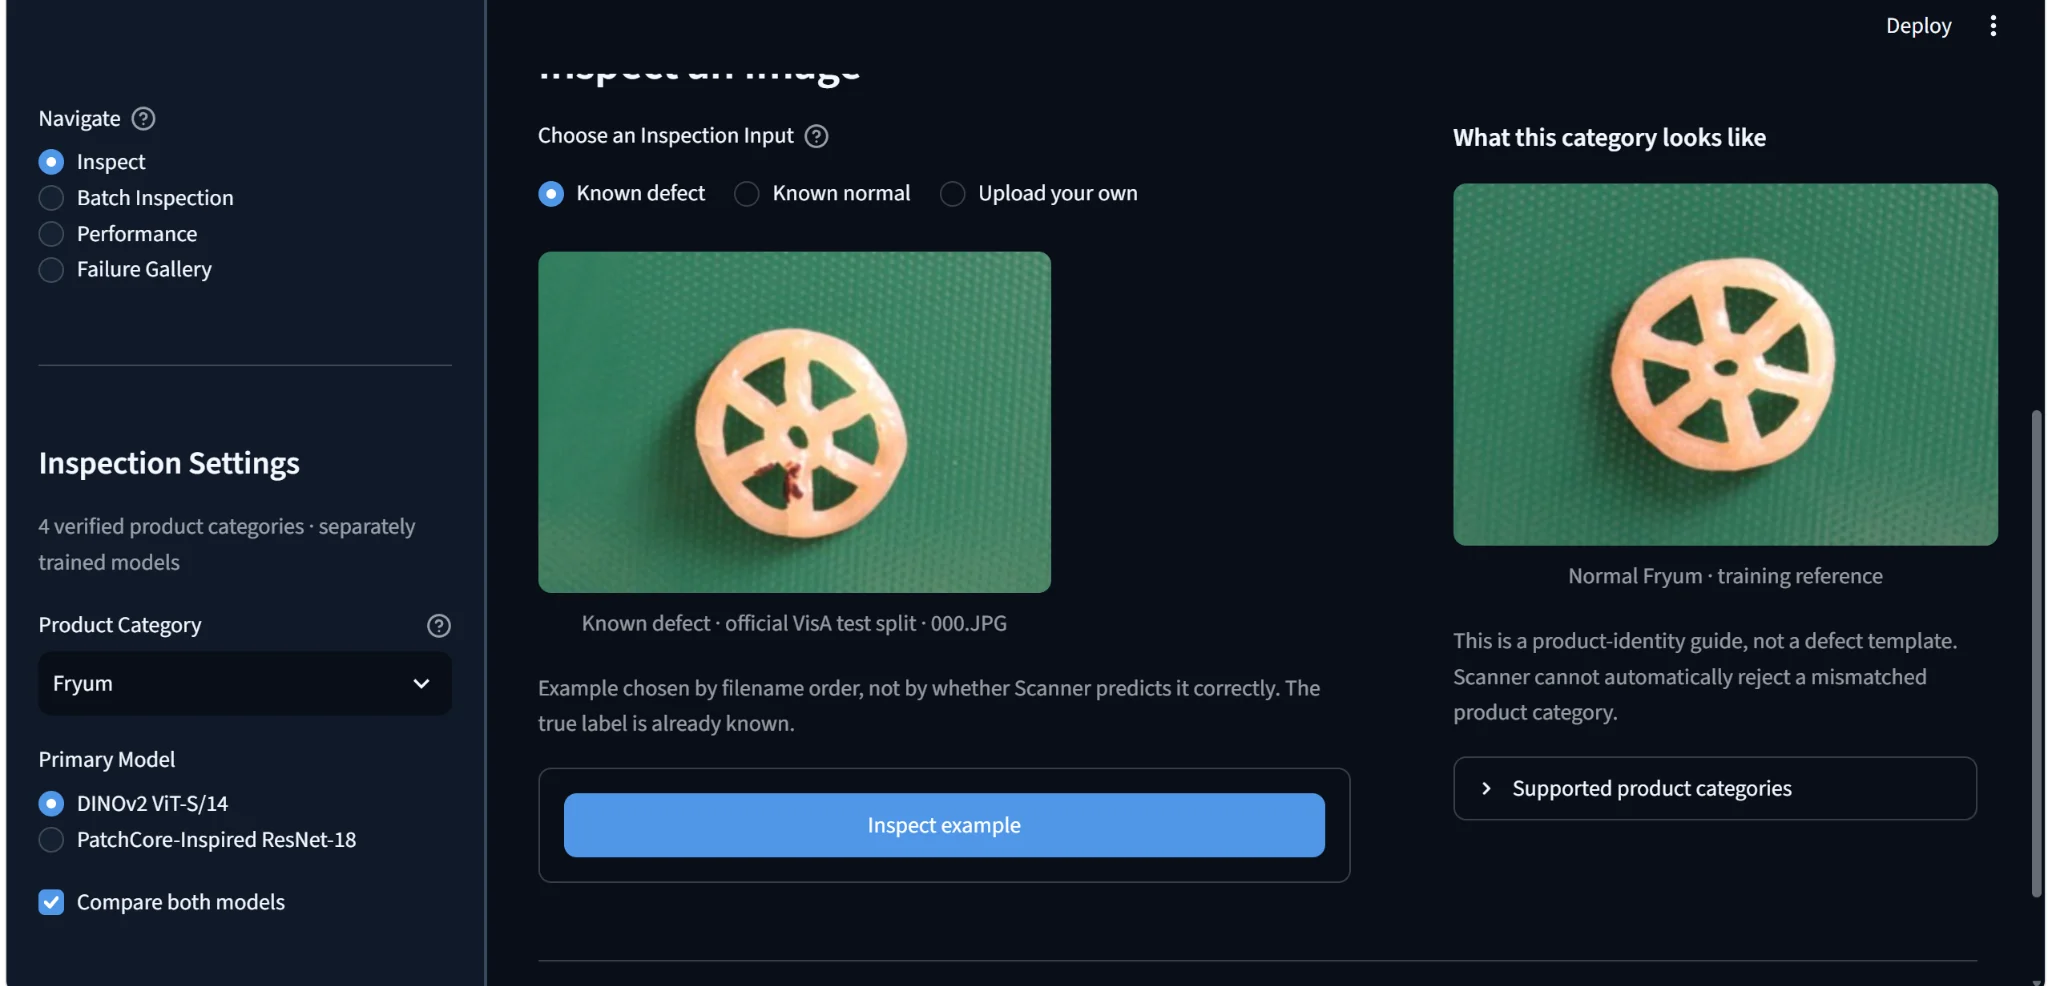 Deploy
Navigate
Inspect
Batch Inspection
Performance
Failure Gallery
Inspection Settings
4 verified product categories · separately
trained models
Product Category
Fryum
Primary Model
DINOv2 ViT-S/14
PatchCore-Inspired ResNet-18
Compare both models
Inspect an image
Choose an Inspection Input
Known defect
Known normal
Upload your own
Known defect · official VisA test split · 000.JPG
Example chosen by filename order, not by whether Scanner predicts it correctly. The
true label is already known.
Inspect example
What this category looks like
Normal Fryum · training reference
This is a product-identity guide, not a defect template.
Scanner cannot automatically reject a mismatched
product category.
Supported product categories